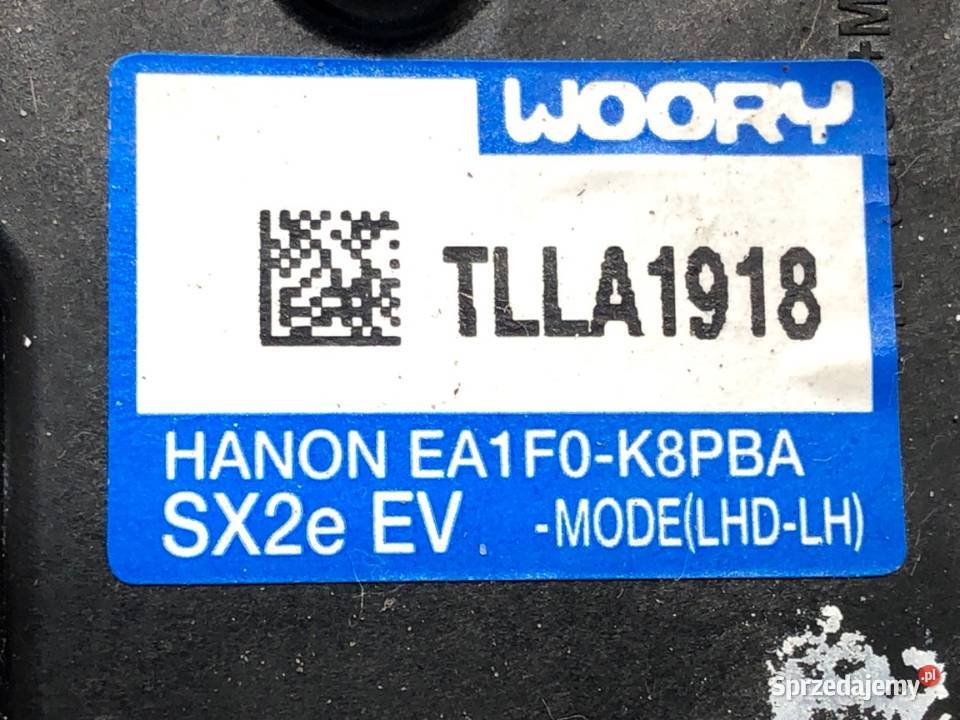 WOORY
TLLA1918
HANON EA1F0-K8PBA
SX2e EV -MODE(LHD-LH)
Sprzedajemy.pl